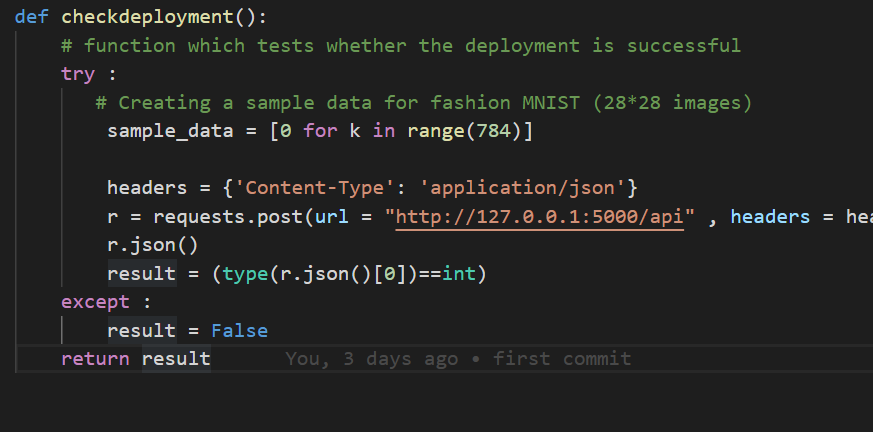 def checkdeployment():
# function which tests whether the deployment is successful
try :
# Creating a sample data for fashion MNIST (28*28 images)
sample_data = [0 for k in range(784)]
headers = {'Content-Type': 'application/json'}
r = requests.post(url = "http://127.0.0.1:5000/api" , headers = hea
r.json()
result = (type(r.json()[0])==int)
except :
result = False
return result You, 3 days ago • first commit